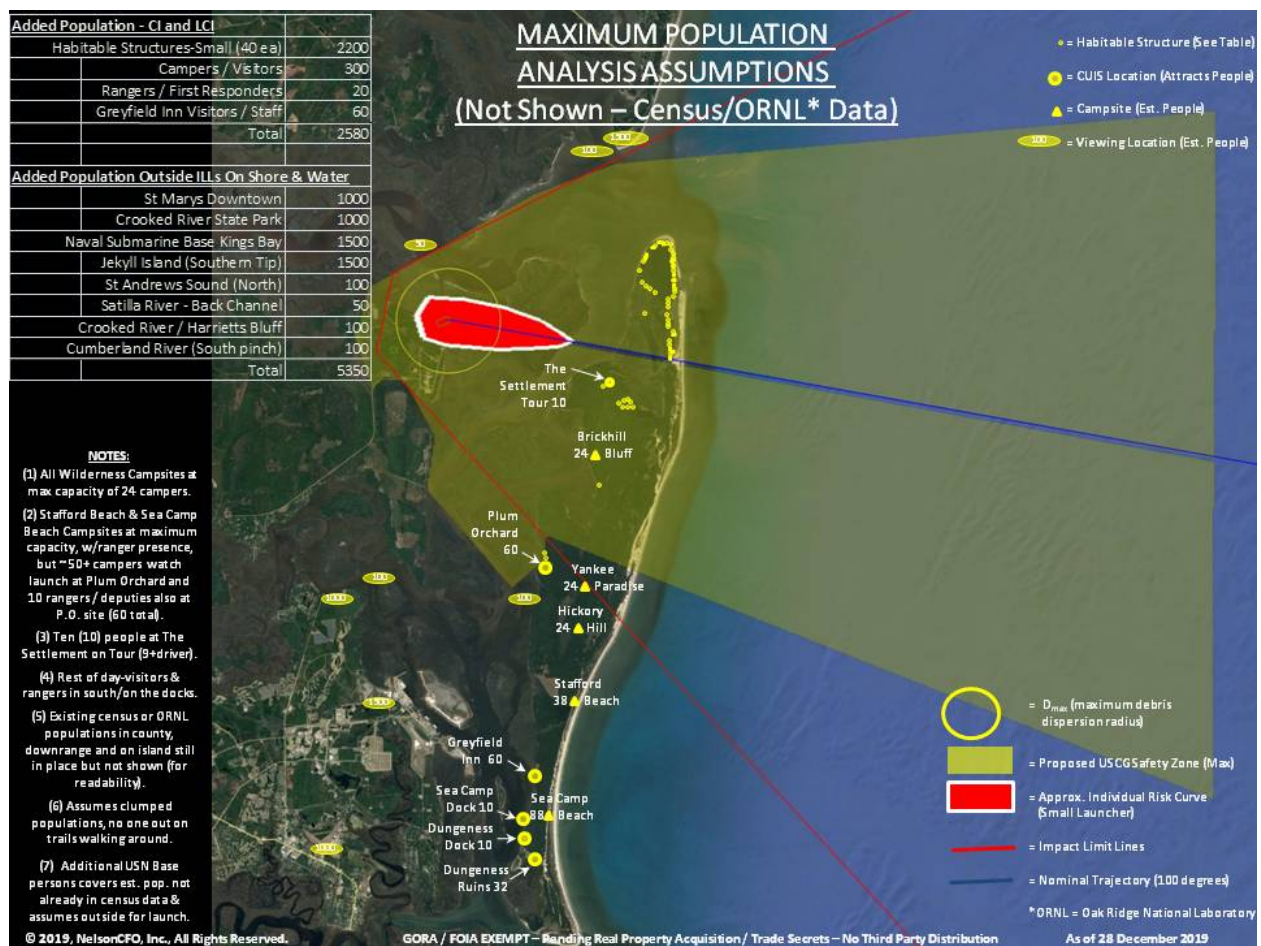 MAXIMUM POPULATION
ANALYSIS ASSUMPTIONS
(Not Shown – Census/ORNL* Data)
Added Population - CI and LCI
Habitable Structures-Small (40 ea) 2200
Campers / Visitors 300
Rangers / First Responders 20
Greyfield Inn Visitors / Staff 60
Total 2580
Added Population Outside ILLs On Shore & Water
St Marys Downtown 1000
Crooked River State Park 1000
Naval Submarine Base Kings Bay 1500
Jekyll Island (Southern Tip) 1500
St Andrews Sound (North) 100
Satilla River - Back Channel 50
Crooked River / Harrietts Bluff 100
Cumberland River (South pinch) 100
Total 5350
NOTES:
(1) All Wilderness Campsites at
max capacity of 24 campers.
(2) Stafford Beach & Sea Camp
Beach Campsites at maximum
capacity, w/ranger presence,
but ~50+ campers watch
launch at Plum Orchard and
10 rangers / deputies also at
P.O. site (60 total).
(3) Ten (10) people at The
Settlement on Tour (9+driver).
(4) Rest of day-visitors &
rangers in south/on the docks.
(5) Existing census or ORNL
populations in county,
downrange and on island still
in place but not shown (for
readability).
(6) Assumes clumped
populations, no one out on
trails walking around.
(7) Additional USN Base
persons covers est. pop. not
already in census data &
assumes outside for launch.
1500
100
50
The
Settlement
Tour 10
Brickhill
24 Bluff
Plum
Orchard
60
Yankee
24 Paradise
100
1000
100
Hickory
24 Hill
Stafford
38 Beach
1500
Greyfield
Inn 60
Sea Camp
Dock 10
Sea Camp
88 Beach
Dungeness
Dock 10
1000
Dungeness
Ruins 32
= Habitable Structure (See Table)
= CUIS Location (Attracts People)
= Campsite (Est. People)
100 = Viewing Location (Est. People)
= Dmax (maximum debris
dispersion radius)
= Proposed USCG Safety Zone (Max)
= Approx. Individual Risk Curve
(Small Launcher)
= Impact Limit Lines
= Nominal Trajectory (100 degrees)
*ORNL = Oak Ridge National Laboratory
© 2019, NelsonCFO, Inc., All Rights Reserved.
GORA / FOIA EXEMPT – Pending Real Property Acquisition / Trade Secrets – No Third Party Distribution
As of 28 December 2019